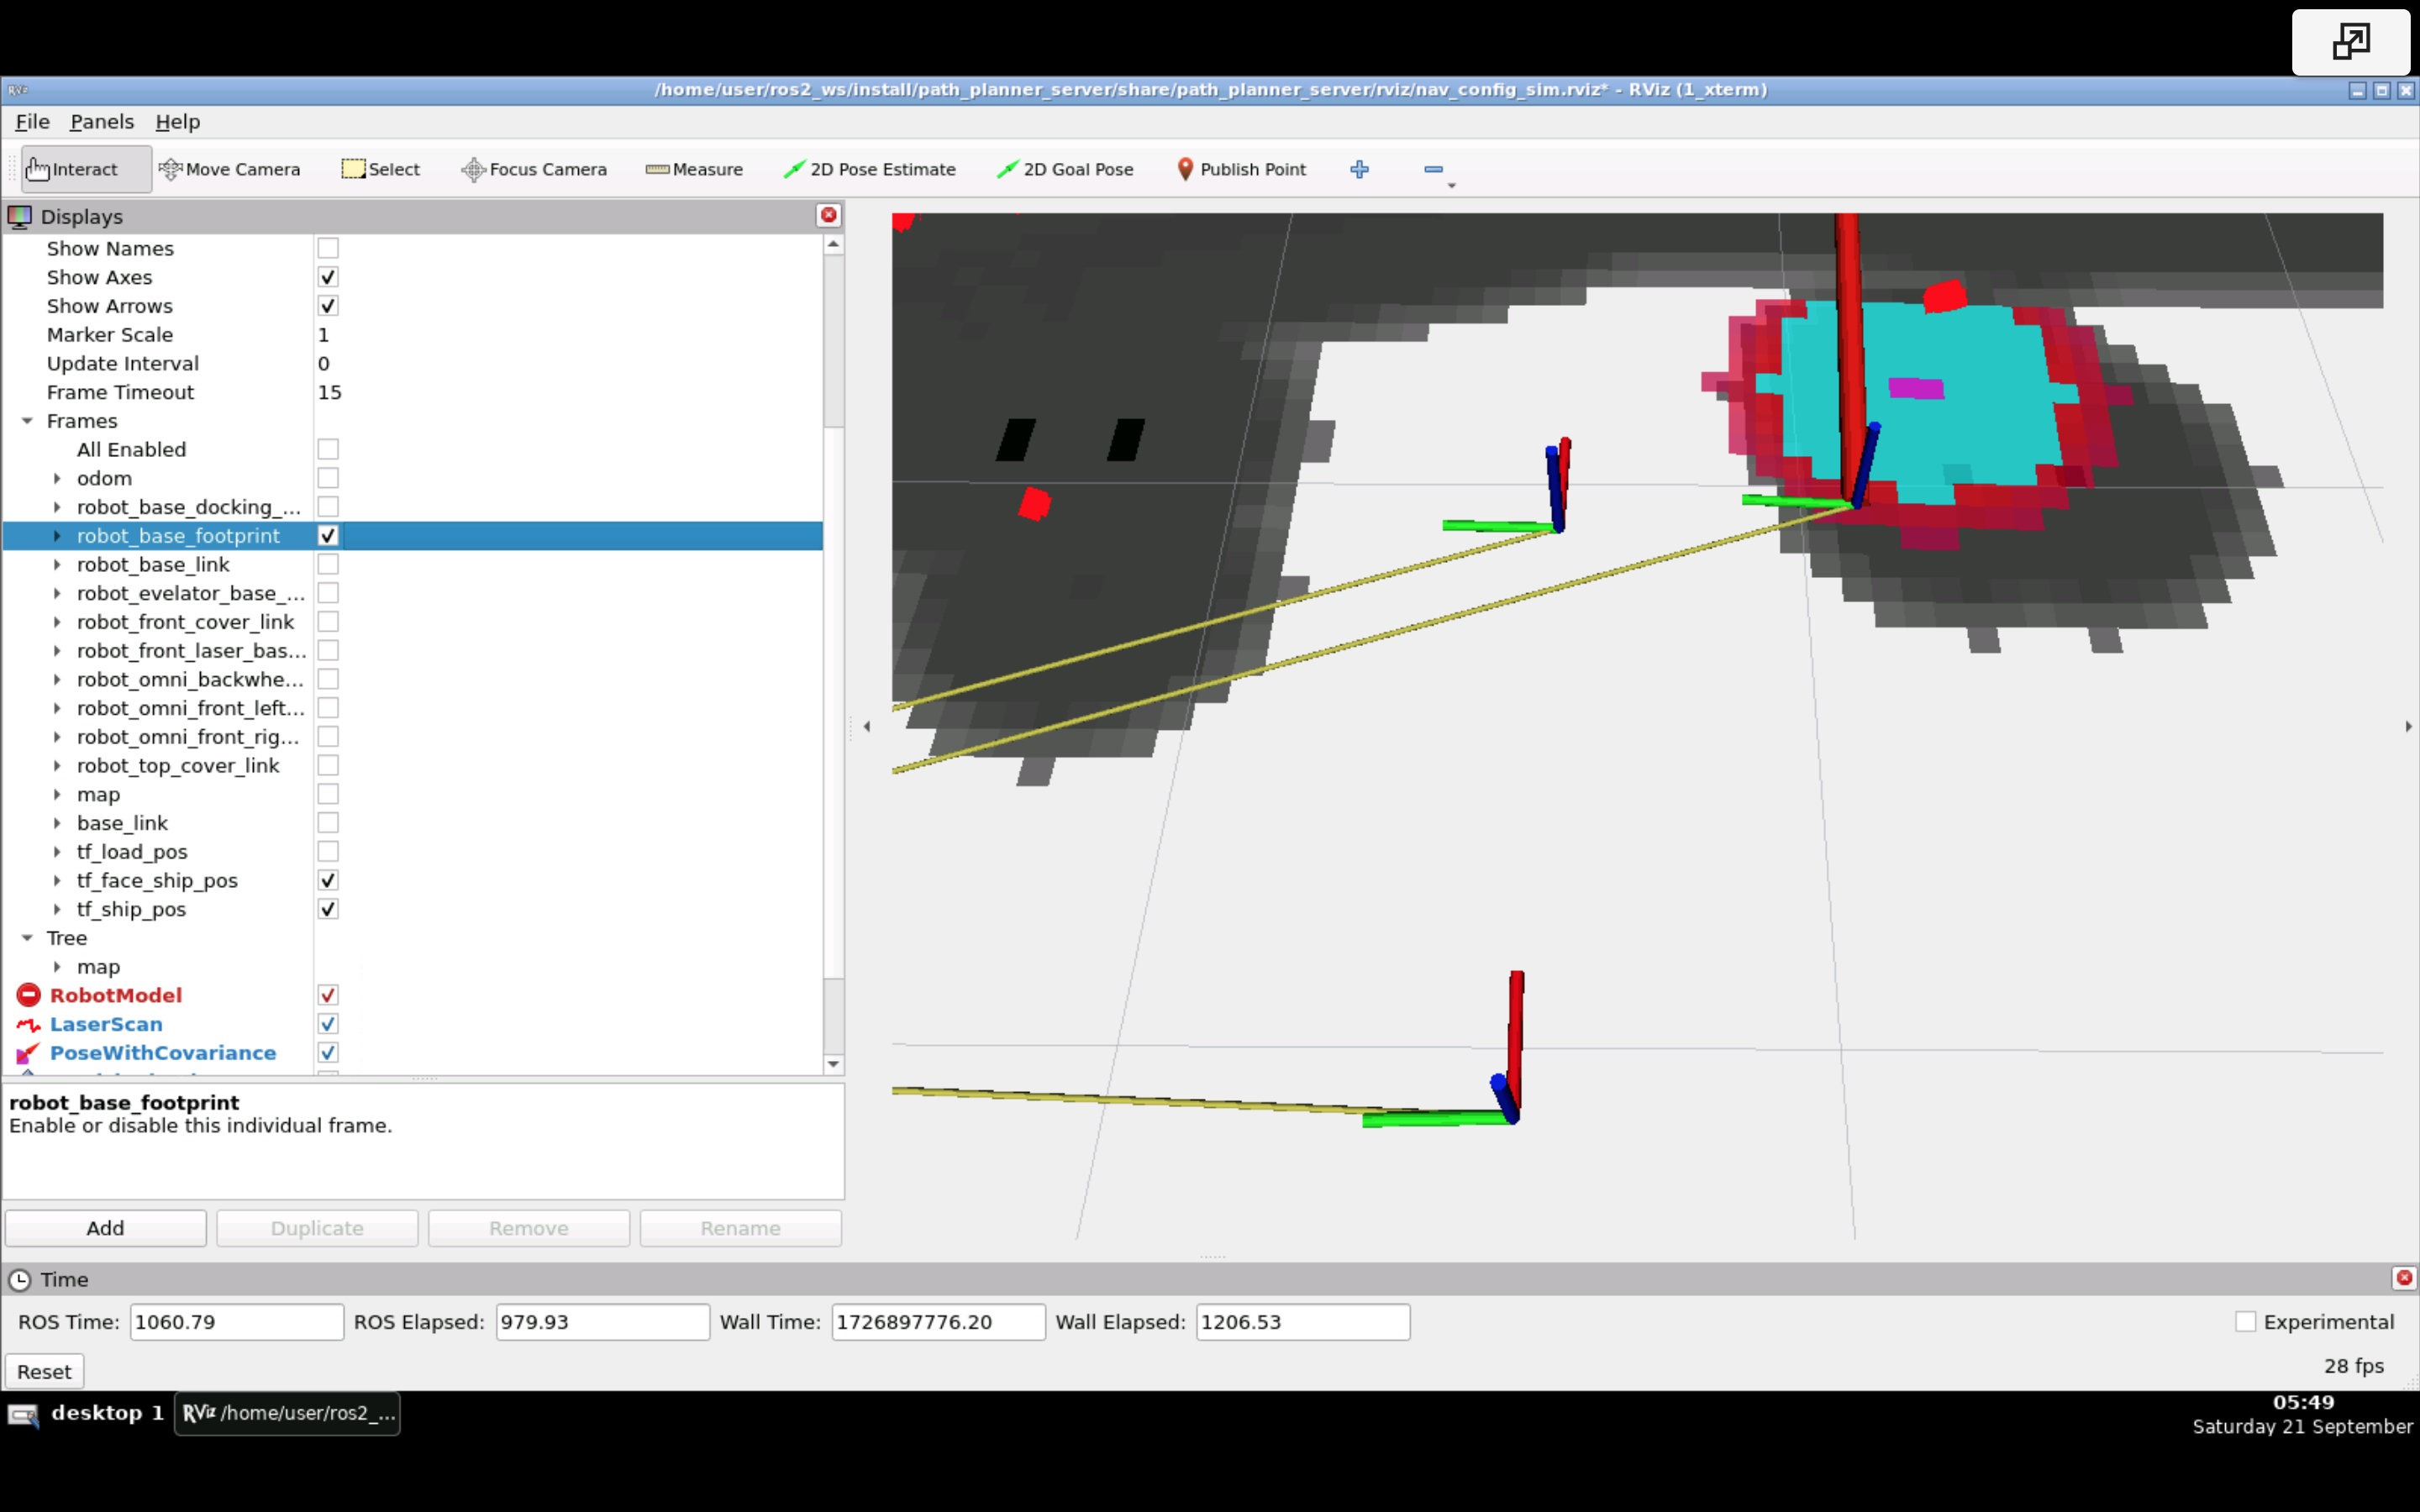 RViz
/home/user/ros2_ws/install/path_planner_server/share/path_planner_server/rviz/nav_config_sim.rviz* - RViz (1_xterm)
File Panels Help
Interact Move Camera Select Focus Camera Measure 2D Pose Estimate 2D Goal Pose Publish Point
Displays
Show Names
Show Axes
Show Arrows
Marker Scale 1
Update Interval 0
Frame Timeout 15
Frames
All Enabled
odom
robot_base_docking_...
robot_base_footprint
robot_base_link
robot_evelator_base_...
robot_front_cover_link
robot_front_laser_bas...
robot_omni_backwhe...
robot_omni_front_left...
robot_omni_front_rig...
robot_top_cover_link
map
base_link
tf_load_pos
tf_face_ship_pos
tf_ship_pos
Tree
map
RobotModel
LaserScan
PoseWithCovariance
robot_base_footprint
Enable or disable this individual frame.
Add Duplicate Remove Rename
Time
ROS Time: 1060.79 ROS Elapsed: 979.93 Wall Time: 1726897776.20 Wall Elapsed: 1206.53 Experimental
Reset 28 fps
desktop 1 RViz /home/user/ros2_... 05:49
Saturday 21 September